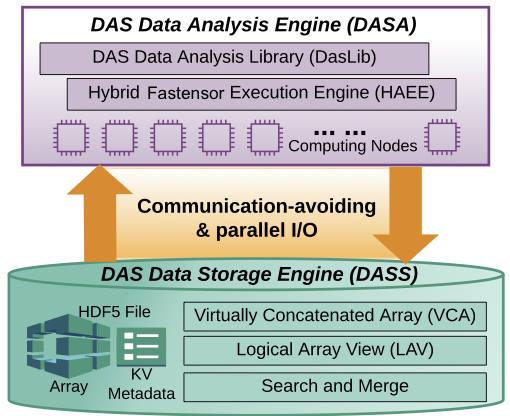 DAS Data Analysis Engine (DASA)
DAS Data Analysis Library (DasLib)
Hybrid Fastensor Execution Engine (HAEE)
... ...
Computing Nodes
Communication-avoiding
& parallel I/O
DAS Data Storage Engine (DASS)
HDF5 File
Array
KV
Metadata
Virtually Concatenated Array (VCA)
Logical Array View (LAV)
Search and Merge